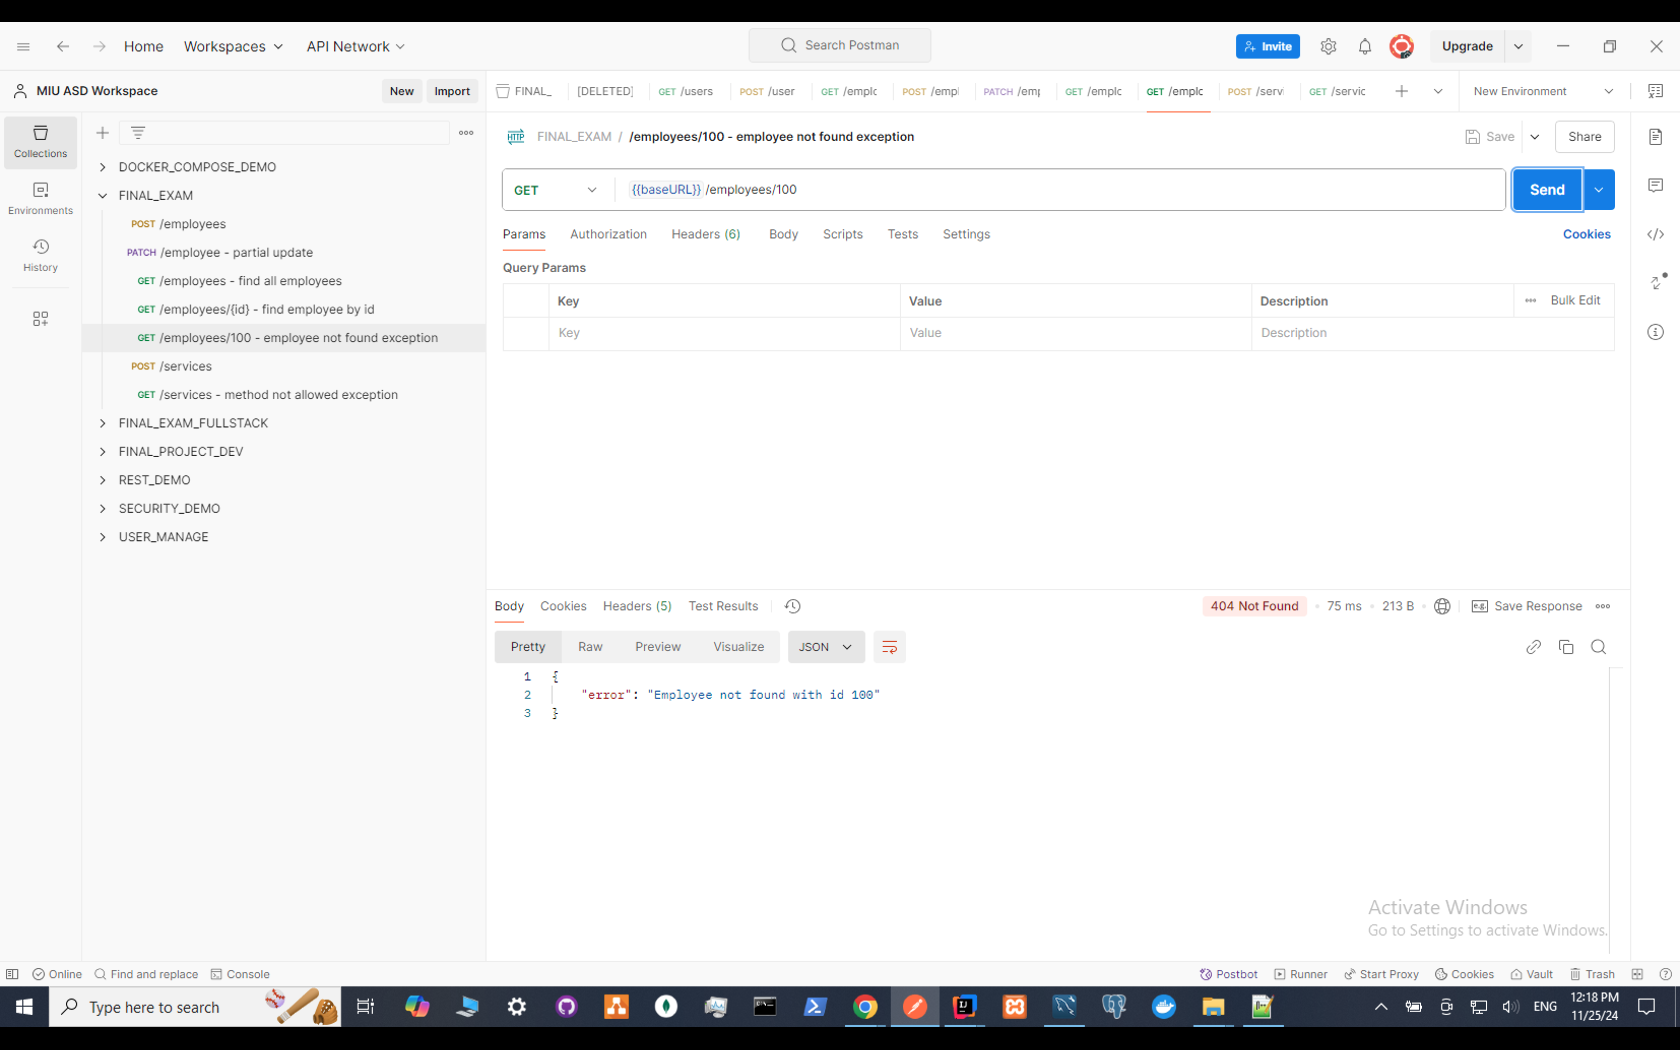 Home Workspaces API Network Search Postman Invite Upgrade
MIU ASD Workspace New Import FINAL_ [DELETED] GET /users POST /user GET /emplc POST /empl PATCH /emp GET /emplc GET /emplc POST /servi GET /servic New Environment
Collections
Environments
History
DOCKER_COMPOSE_DEMO
FINAL_EXAM
POST /employees
PATCH /employee - partial update
GET /employees - find all employees
GET /employees/{id} - find employee by id
GET /employees/100 - employee not found exception
POST /services
GET /services - method not allowed exception
FINAL_EXAM_FULLSTACK
FINAL_PROJECT_DEV
REST_DEMO
SECURITY_DEMO
USER_MANAGE
HTTP FINAL_EXAM / /employees/100 - employee not found exception Save Share
GET {{baseURL}} /employees/100 Send
Params Authorization Headers (6) Body Scripts Tests Settings Cookies
Query Params
Key Value Description Bulk Edit
Key Value Description
Body Cookies Headers (5) Test Results 404 Not Found 75 ms 213 B e.g. Save Response
Pretty Raw Preview Visualize JSON
1 {
2 "error": "Employee not found with id 100"
3 }
Activate Windows
Go to Settings to activate Windows.
Online Find and replace Console Postbot Runner Start Proxy Cookies Vault Trash
Type here to search ENG 12:18 PM
11/25/24